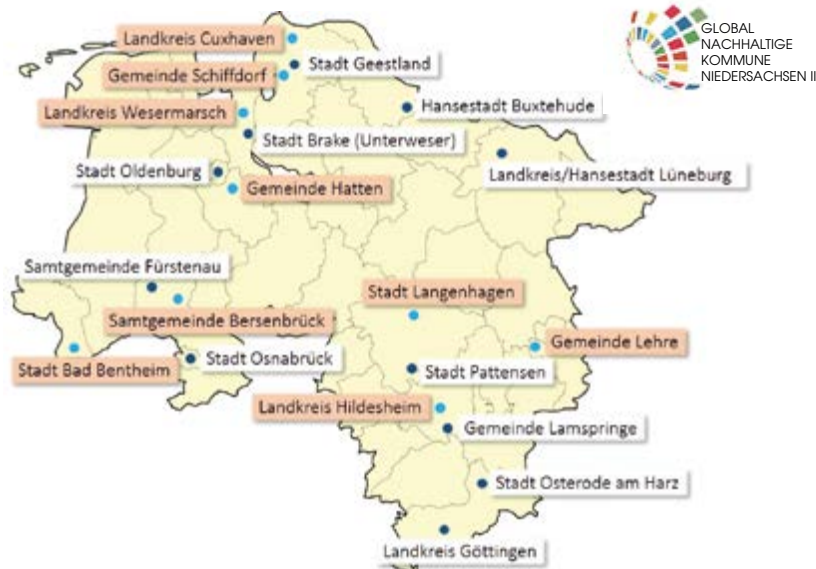 GLOBAL
NACHHALTIGE
KOMMUNE
NIEDERSACHSEN II
Landkreis Cuxhaven
Stadt Geestland
Gemeinde Schiffdorf
Hansestadt Buxtehude
Landkreis Wesermarsch
Stadt Brake (Unterweser)
Stadt Oldenburg
Landkreis/Hansestadt Lüneburg
Gemeinde Hatten
Samtgemeinde Fürstenau
Stadt Langenhagen
Samtgemeinde Bersenbrück
Gemeinde Lehre
Stadt Osnabrück
Stadt Bad Bentheim
Stadt Pattensen
Landkreis Hildesheim
Gemeinde Lamspringe
Stadt Osterode am Harz
Landkreis Göttingen